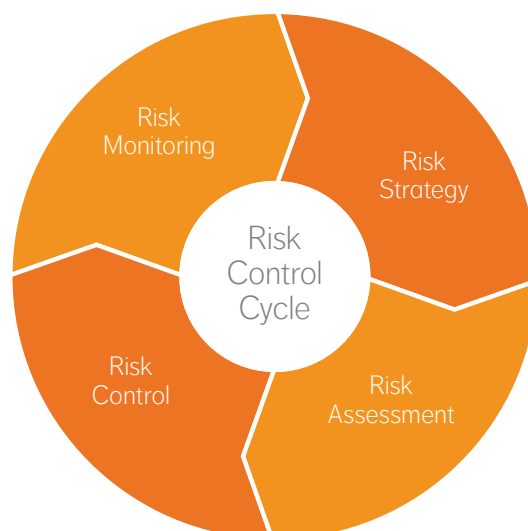 Risk
Monitoring
Risk
Strategy
Risk
Control
Cycle
Risk
Control
Risk
Assessment